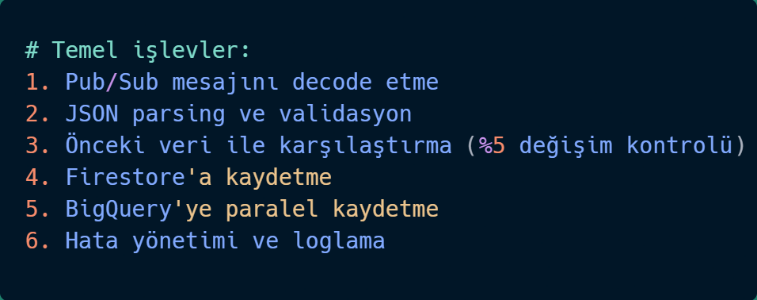 # Temel işlevler:
1. Pub/Sub mesajını decode etme
2. JSON parsing ve validasyon
3. Önceki veri ile karşılaştırma (%5 değişim kontrolü)
4. Firestore'a kaydetme
5. BigQuery'ye paralel kaydetme
6. Hata yönetimi ve loglama